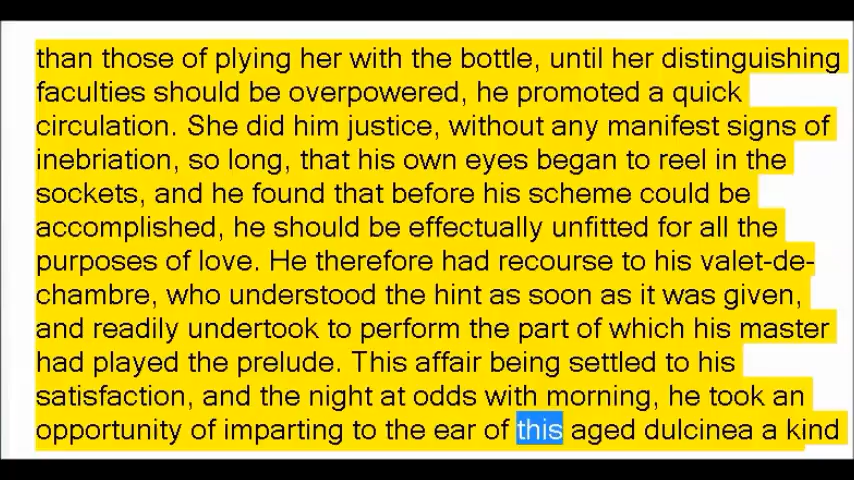 than those of plying her with the bottle, until her distinguishing
faculties should be overpowered, he promoted a quick
circulation. She did him justice, without any manifest signs of
inebriation, so long, that his own eyes began to reel in the
sockets, and he found that before his scheme could be
accomplished, he should be effectually unfitted for all the
purposes of love. He therefore had recourse to his valet-de-
chambre, who understood the hint as soon as it was given,
and readily undertook to perform the part of which his master
had played the prelude. This affair being settled to his
satisfaction, and the night at odds with morning, he took an
opportunity of imparting to the ear of this aged dulcinea a kind